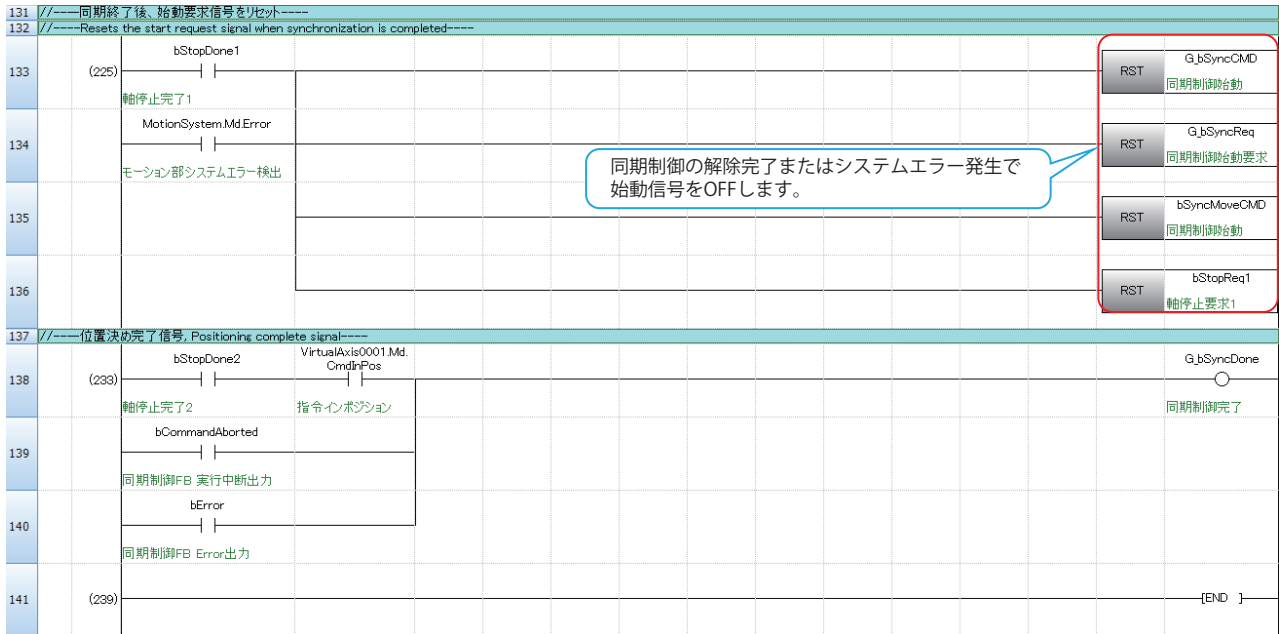 131 //----同期終了後、始動要求信号をリセット----
132 //----Resets the start request signal when synchronization is completed----
bStopDone1
G_bSyncCMD
133 (225) RST
軸停止完了1
同期制御始動
MotionSystem.Md.Error
G_bSyncReq
134 RST
モーション部システムエラー検出
同期制御始動要求
同期制御の解除完了またはシステムエラー発生で
始動信号をOFFします。
bSyncMoveCMD
135 RST
同期制御始動
bStopReq1
136 RST
軸停止要求1
137 //----位置決め完了信号, Positioning complete signal----
bStopDone2
VirtualAxis0001.Md.
CmdInPos
G_bSyncDone
138 (233)
軸停止完了2
指令インポジション
同期制御完了
bCommandAborted
139
同期制御FB 実行中断出力
bError
140
同期制御FB Error出力
141 (239) [END ]